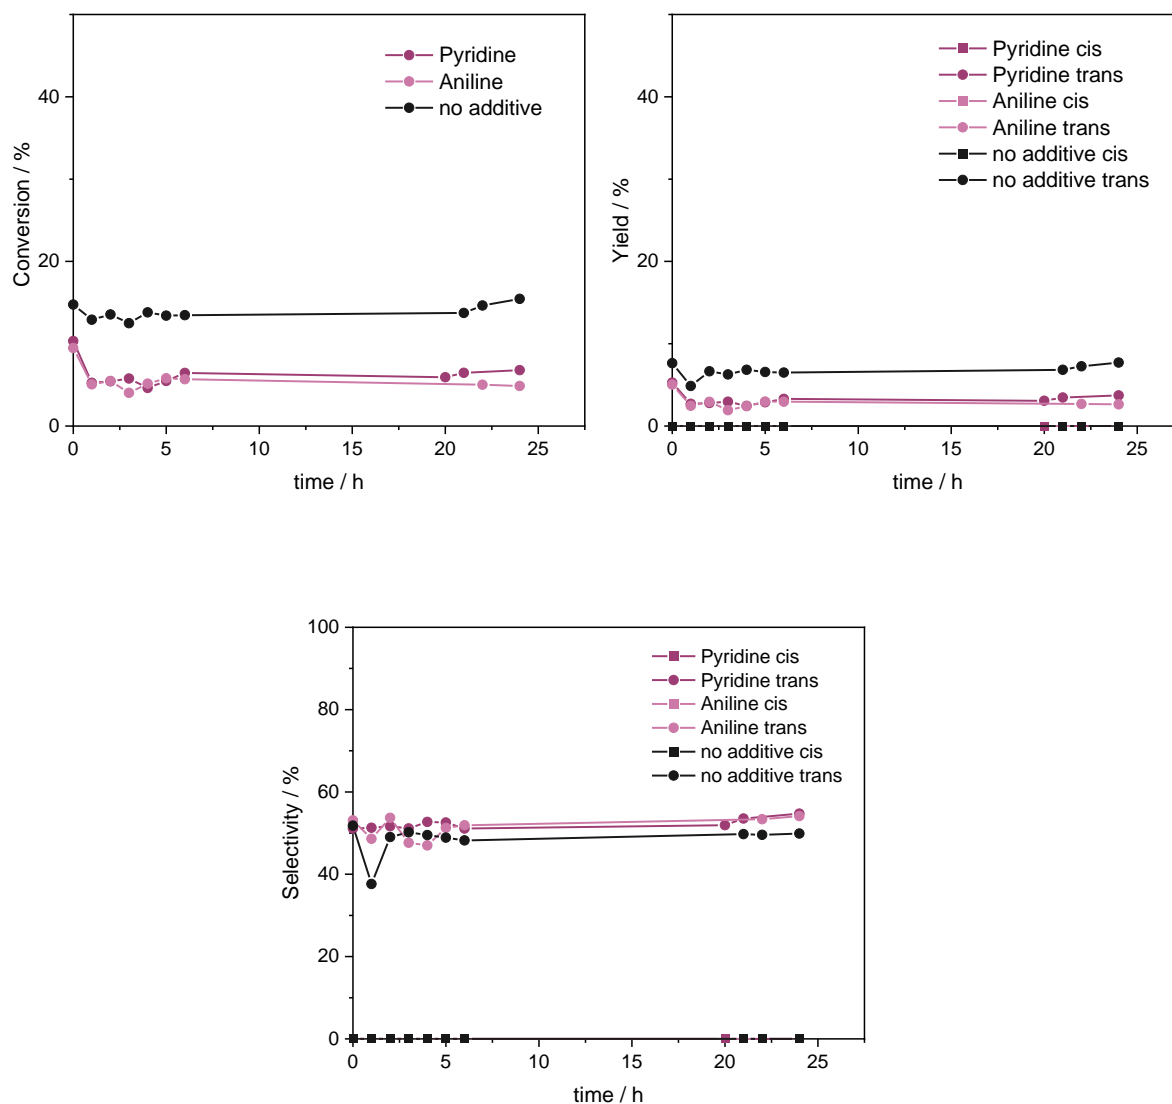 Pyridine
Aniline
no additive
40
20
0
Conversion / %
0 5 10 15 20 25
time / h
Pyridine cis
Pyridine trans
Aniline cis
Aniline trans
no additive cis
no additive trans
40
20
0
Yield / %
0 5 10 15 20 25
time / h
100
80
60
40
20
0
Selectivity / %
Pyridine cis
Pyridine trans
Aniline cis
Aniline trans
no additive cis
no additive trans
0 5 10 15 20 25
time / h